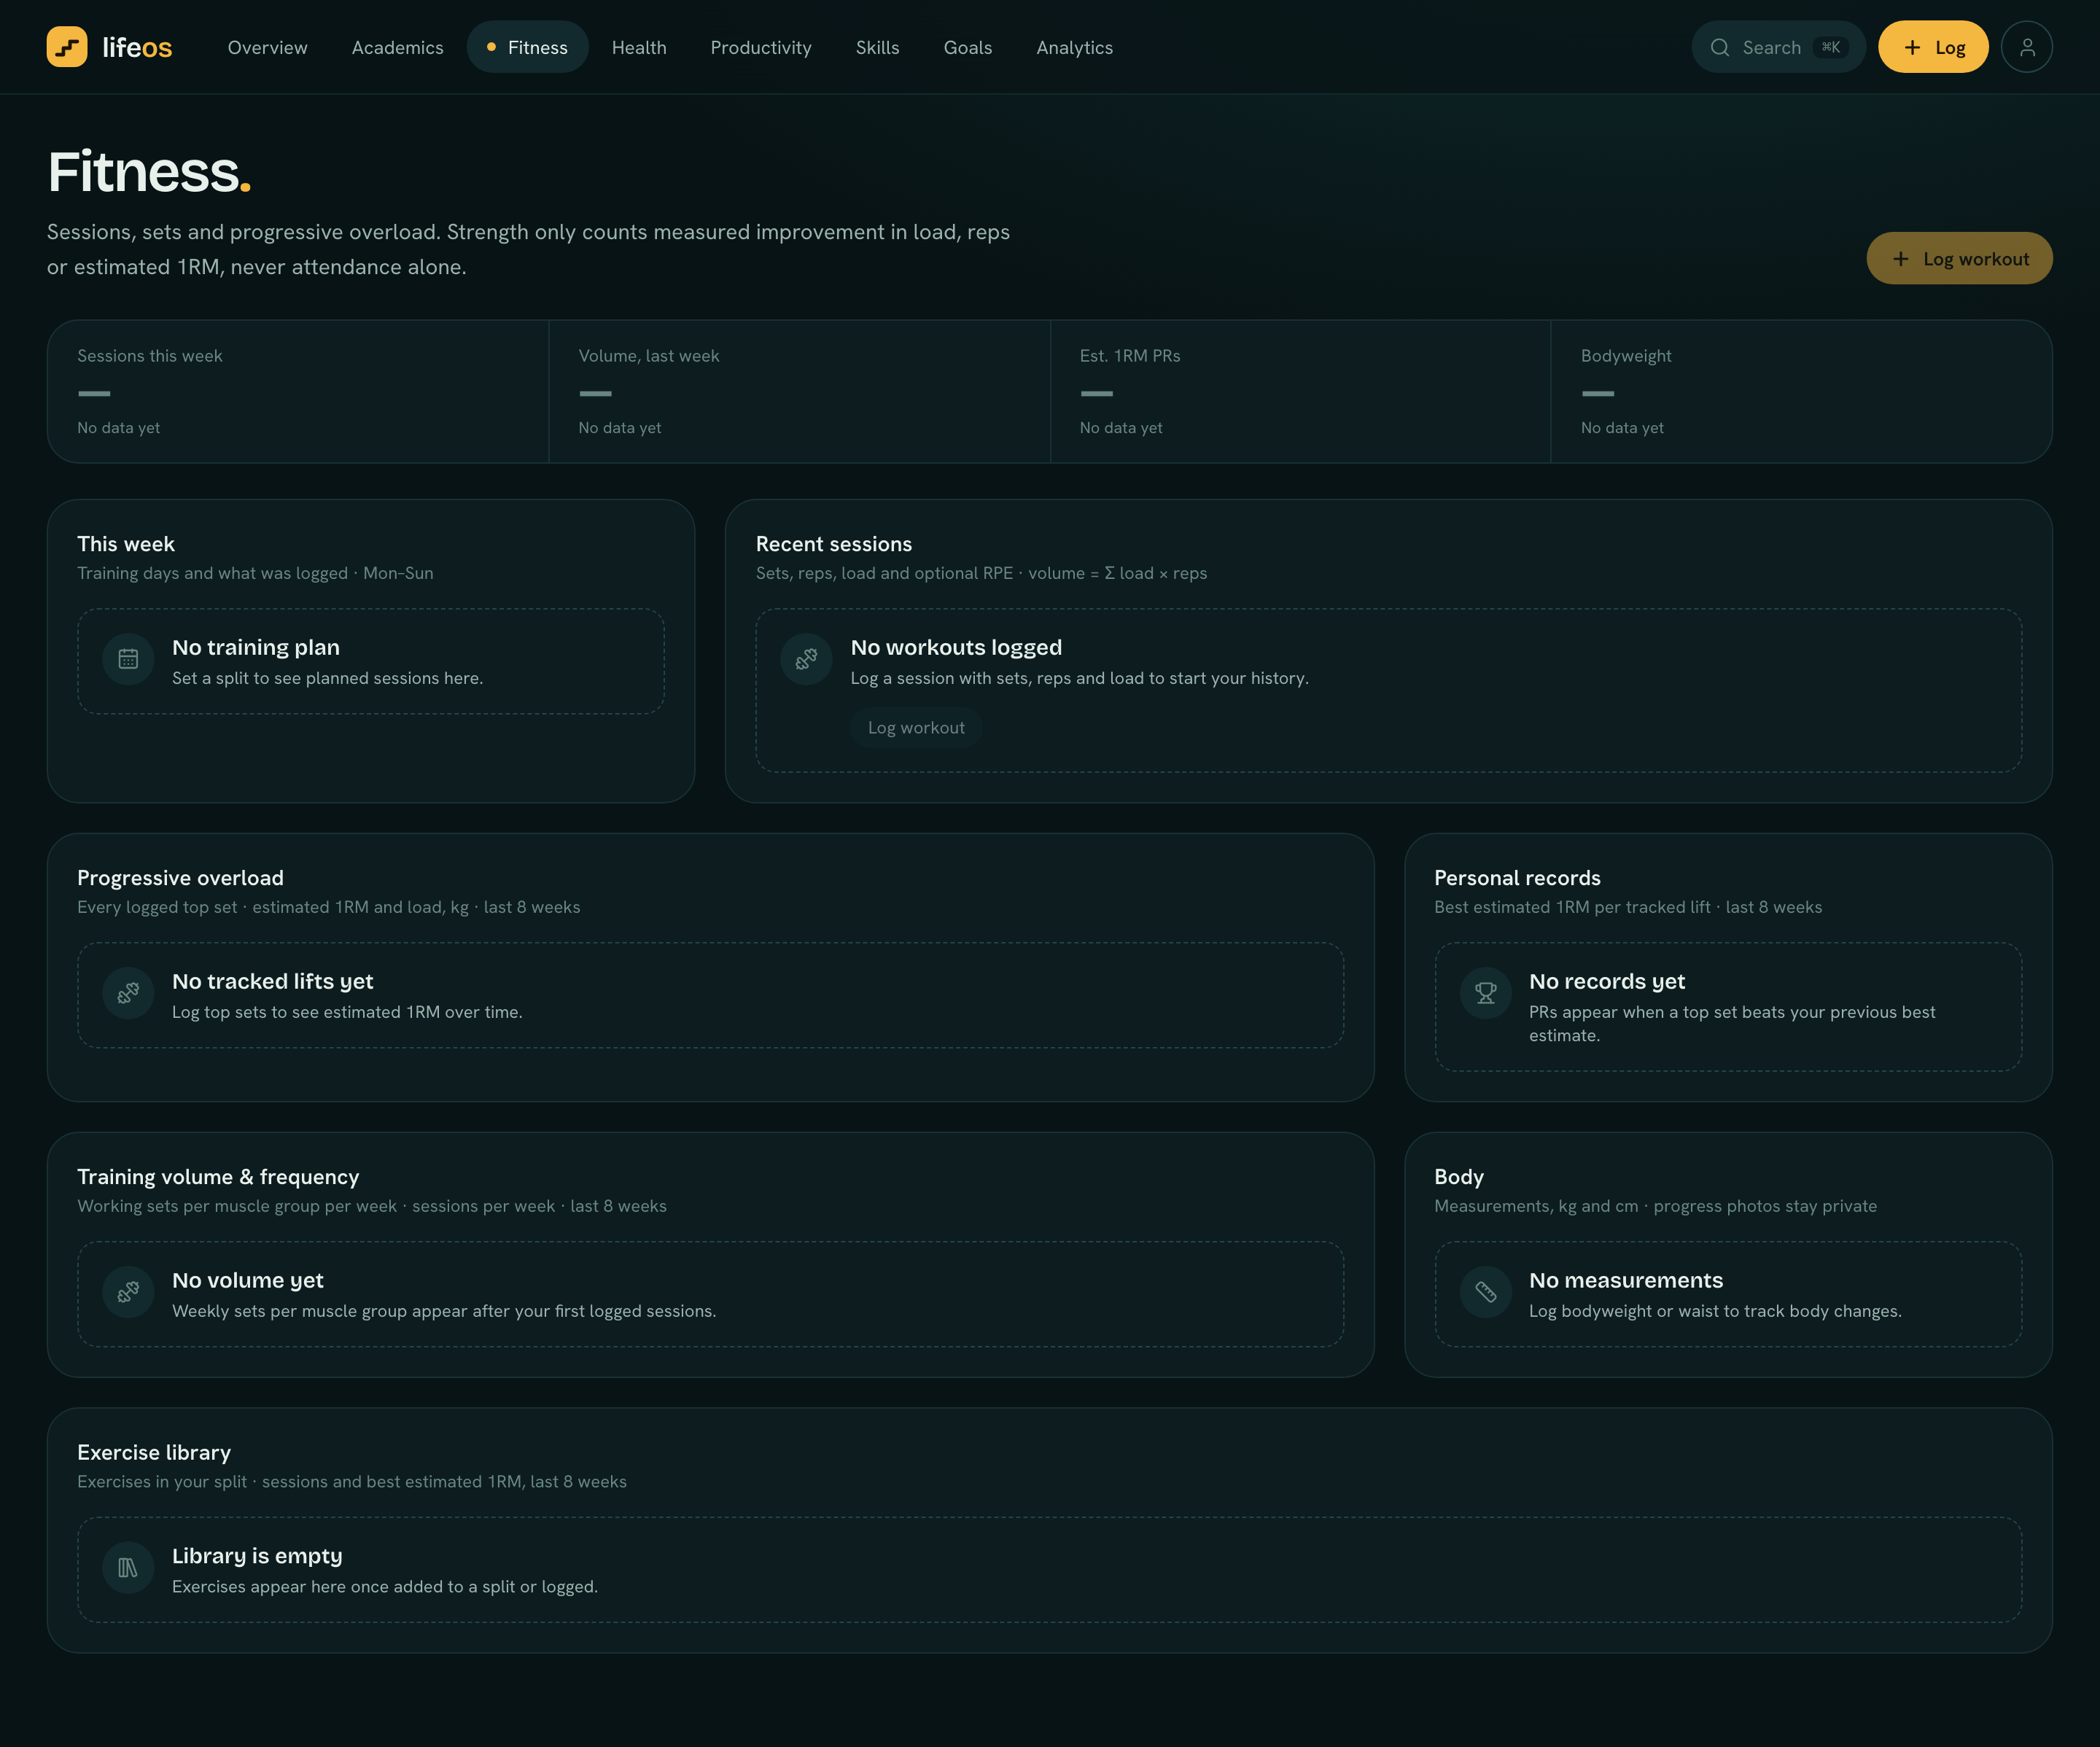 lifeos
Overview
Academics
Fitness
Health
Productivity
Skills
Goals
Analytics
Search ⌘K
Log
Fitness.
Sessions, sets and progressive overload. Strength only counts measured improvement in load, reps
or estimated 1RM, never attendance alone.
Log workout
Sessions this week
—
No data yet
Volume, last week
—
No data yet
Est. 1RM PRs
—
No data yet
Bodyweight
—
No data yet
This week
Training days and what was logged · Mon–Sun
No training plan
Set a split to see planned sessions here.
Recent sessions
Sets, reps, load and optional RPE · volume = Σ load × reps
No workouts logged
Log a session with sets, reps and load to start your history.
Log workout
Progressive overload
Every logged top set · estimated 1RM and load, kg · last 8 weeks
No tracked lifts yet
Log top sets to see estimated 1RM over time.
Personal records
Best estimated 1RM per tracked lift · last 8 weeks
No records yet
PRs appear when a top set beats your previous best
estimate.
Training volume & frequency
Working sets per muscle group per week · sessions per week · last 8 weeks
No volume yet
Weekly sets per muscle group appear after your first logged sessions.
Body
Measurements, kg and cm · progress photos stay private
No measurements
Log bodyweight or waist to track body changes.
Exercise library
Exercises in your split · sessions and best estimated 1RM, last 8 weeks
Library is empty
Exercises appear here once added to a split or logged.